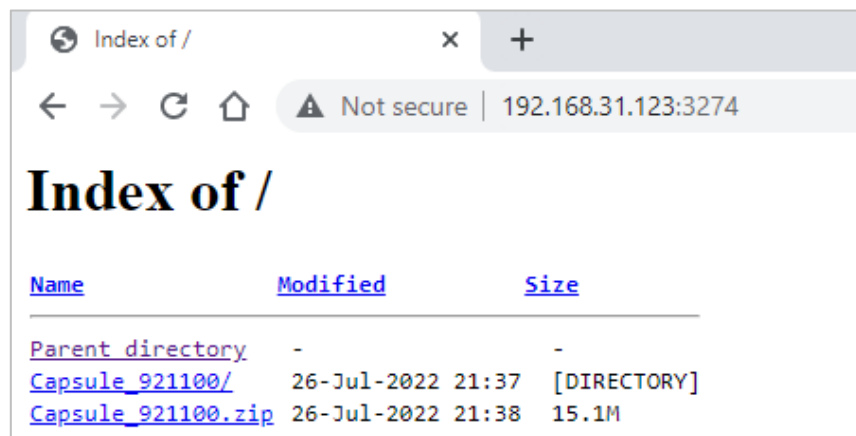 Index of /
Not secure | 192.168.31.123:3274
Index of /
Name Modified Size
Parent directory - -
Capsule_921100/ 26-Jul-2022 21:37 [DIRECTORY]
Capsule_921100.zip 26-Jul-2022 21:38 15.1M